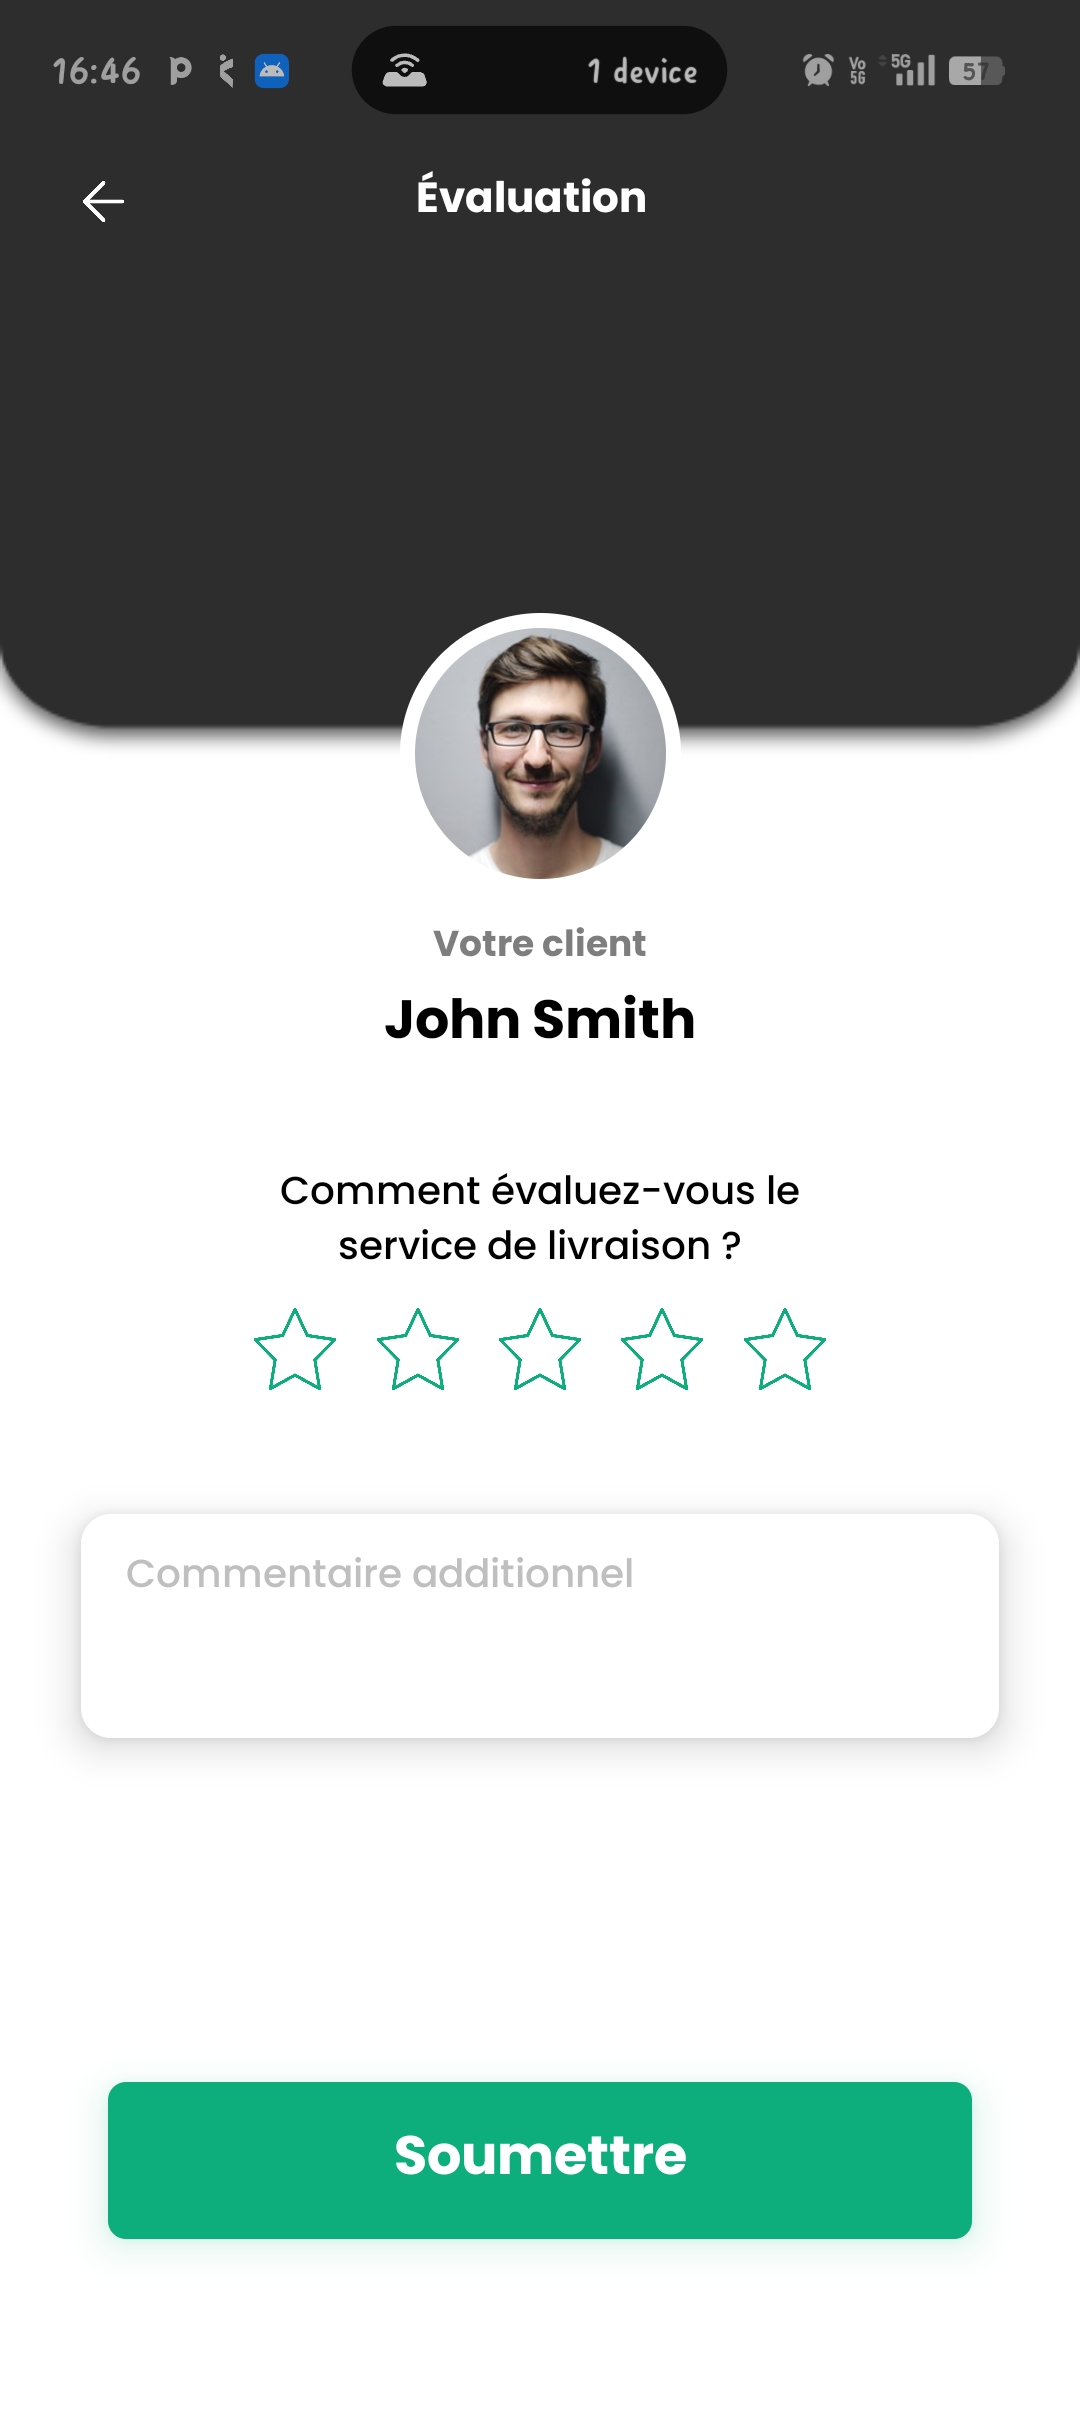 16:46
1 device
Vo
5G
5G
57
Évaluation
Votre client
John Smith
Comment évaluez-vous le
service de livraison ?
Commentaire additionnel
Soumettre